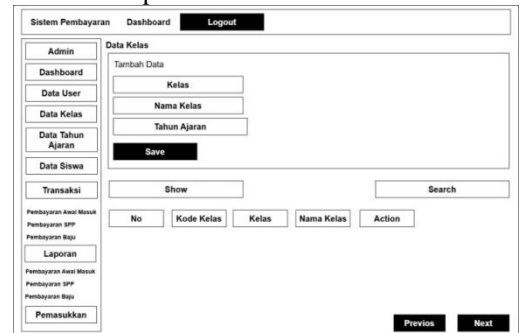 Sistem Pembayaran Dashboard Logout
Admin
Dashboard
Data User
Data Kelas
Data Tahun
Ajaran
Data Siswa
Transaksi
Pembayaran Awal Masuk
Pembayaran SPP
Pembayaran Baju
Laporan
Pembayaran Awal Masuk
Pembayaran SPP
Pembayaran Baju
Pemasukkan
Data Kelas
Tambah Data
Kelas
Nama Kelas
Tahun Ajaran
Save
Show Search
No Kode Kelas Kelas Nama Kelas Action
Previos Next